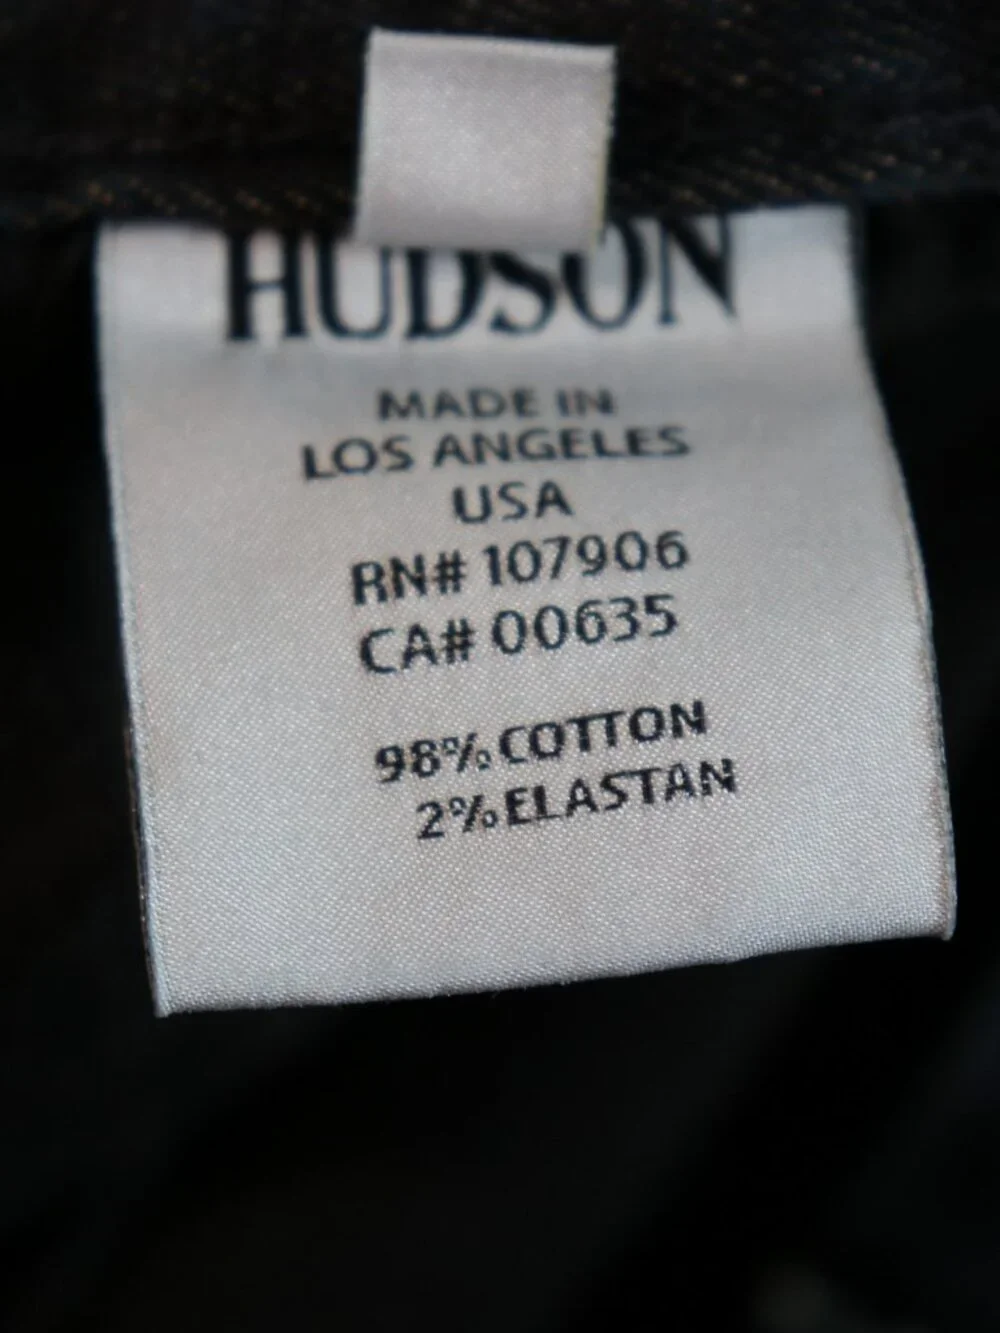 HUDSON
MADE IN
LOS ANGELES
USA
RN# 107906
CA# 00635
98% COTTON
2% ELASTAN